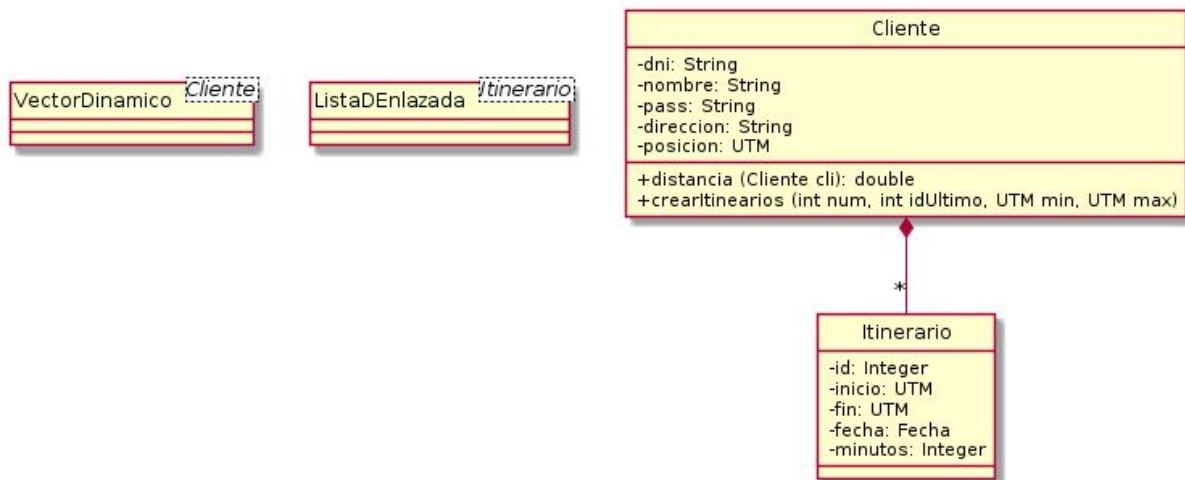 VectorDinamico
Cliente
ListaDEnlazada
Itinerario
Cliente
-dni: String
-nombre: String
-pass: String
-direccion: String
-posicion: UTM
+distancia (Cliente cli): double
+crearItinearios (int num, int idUltimo, UTM min, UTM max)
*
Itinerario
-id: Integer
-inicio: UTM
-fin: UTM
-fecha: Fecha
-minutos: Integer